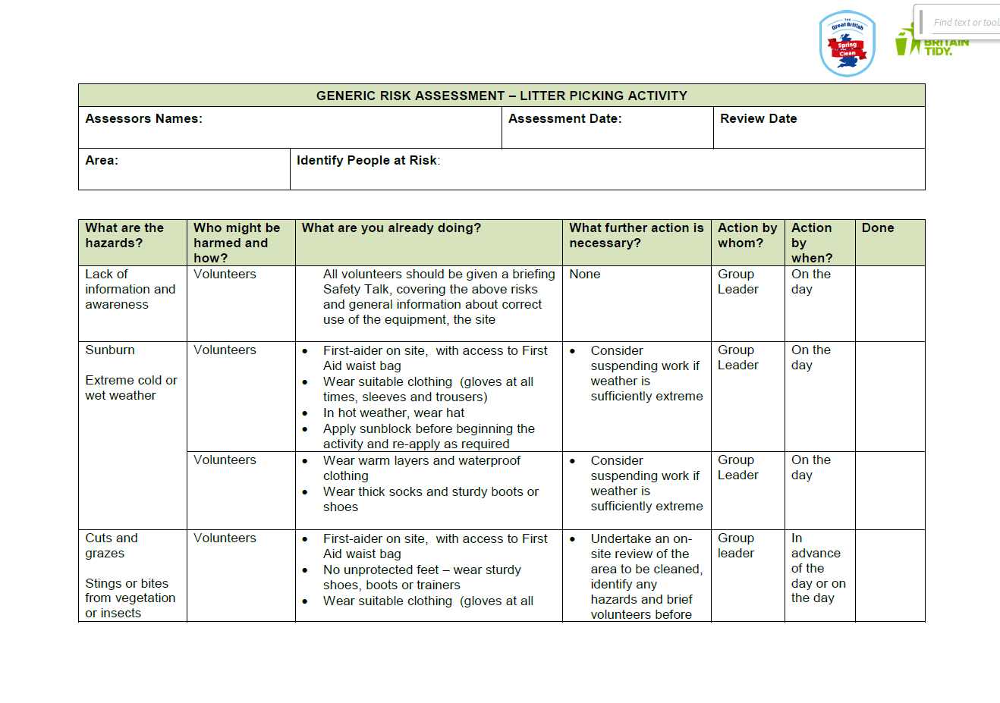 THE
Great British
Spring
Clean
BRITAIN
TIDY.
Find text or tools
GENERIC RISK ASSESSMENT – LITTER PICKING ACTIVITY
Assessors Names:
Assessment Date:
Review Date
Area:
Identify People at Risk:
What are the
hazards?
Who might be
harmed and
how?
What are you already doing?
What further action is
necessary?
Action by
whom?
Action
by
when?
Done
Lack of
information and
awareness
Volunteers
All volunteers should be given a briefing
Safety Talk, covering the above risks
and general information about correct
use of the equipment, the site
None
Group
Leader
On the
day
Sunburn
Extreme cold or
wet weather
Volunteers
• First-aider on site,  with access to First
Aid waist bag
• Wear suitable clothing  (gloves at all
times, sleeves and trousers)
• In hot weather, wear hat
• Apply sunblock before beginning the
activity and re-apply as required
• Consider
suspending work if
weather is
sufficiently extreme
Group
Leader
On the
day
Volunteers
• Wear warm layers and waterproof
clothing
• Wear thick socks and sturdy boots or
shoes
• Consider
suspending work if
weather is
sufficiently extreme
Group
Leader
On the
day
Cuts and
grazes
Stings or bites
from vegetation
or insects
Volunteers
• First-aider on site,  with access to First
Aid waist bag
• No unprotected feet – wear sturdy
shoes, boots or trainers
• Wear suitable clothing  (gloves at all
• Undertake an on-
site review of the
area to be cleaned,
identify any
hazards and brief
volunteers before
Group
leader
In
advance
of the
day or on
the day